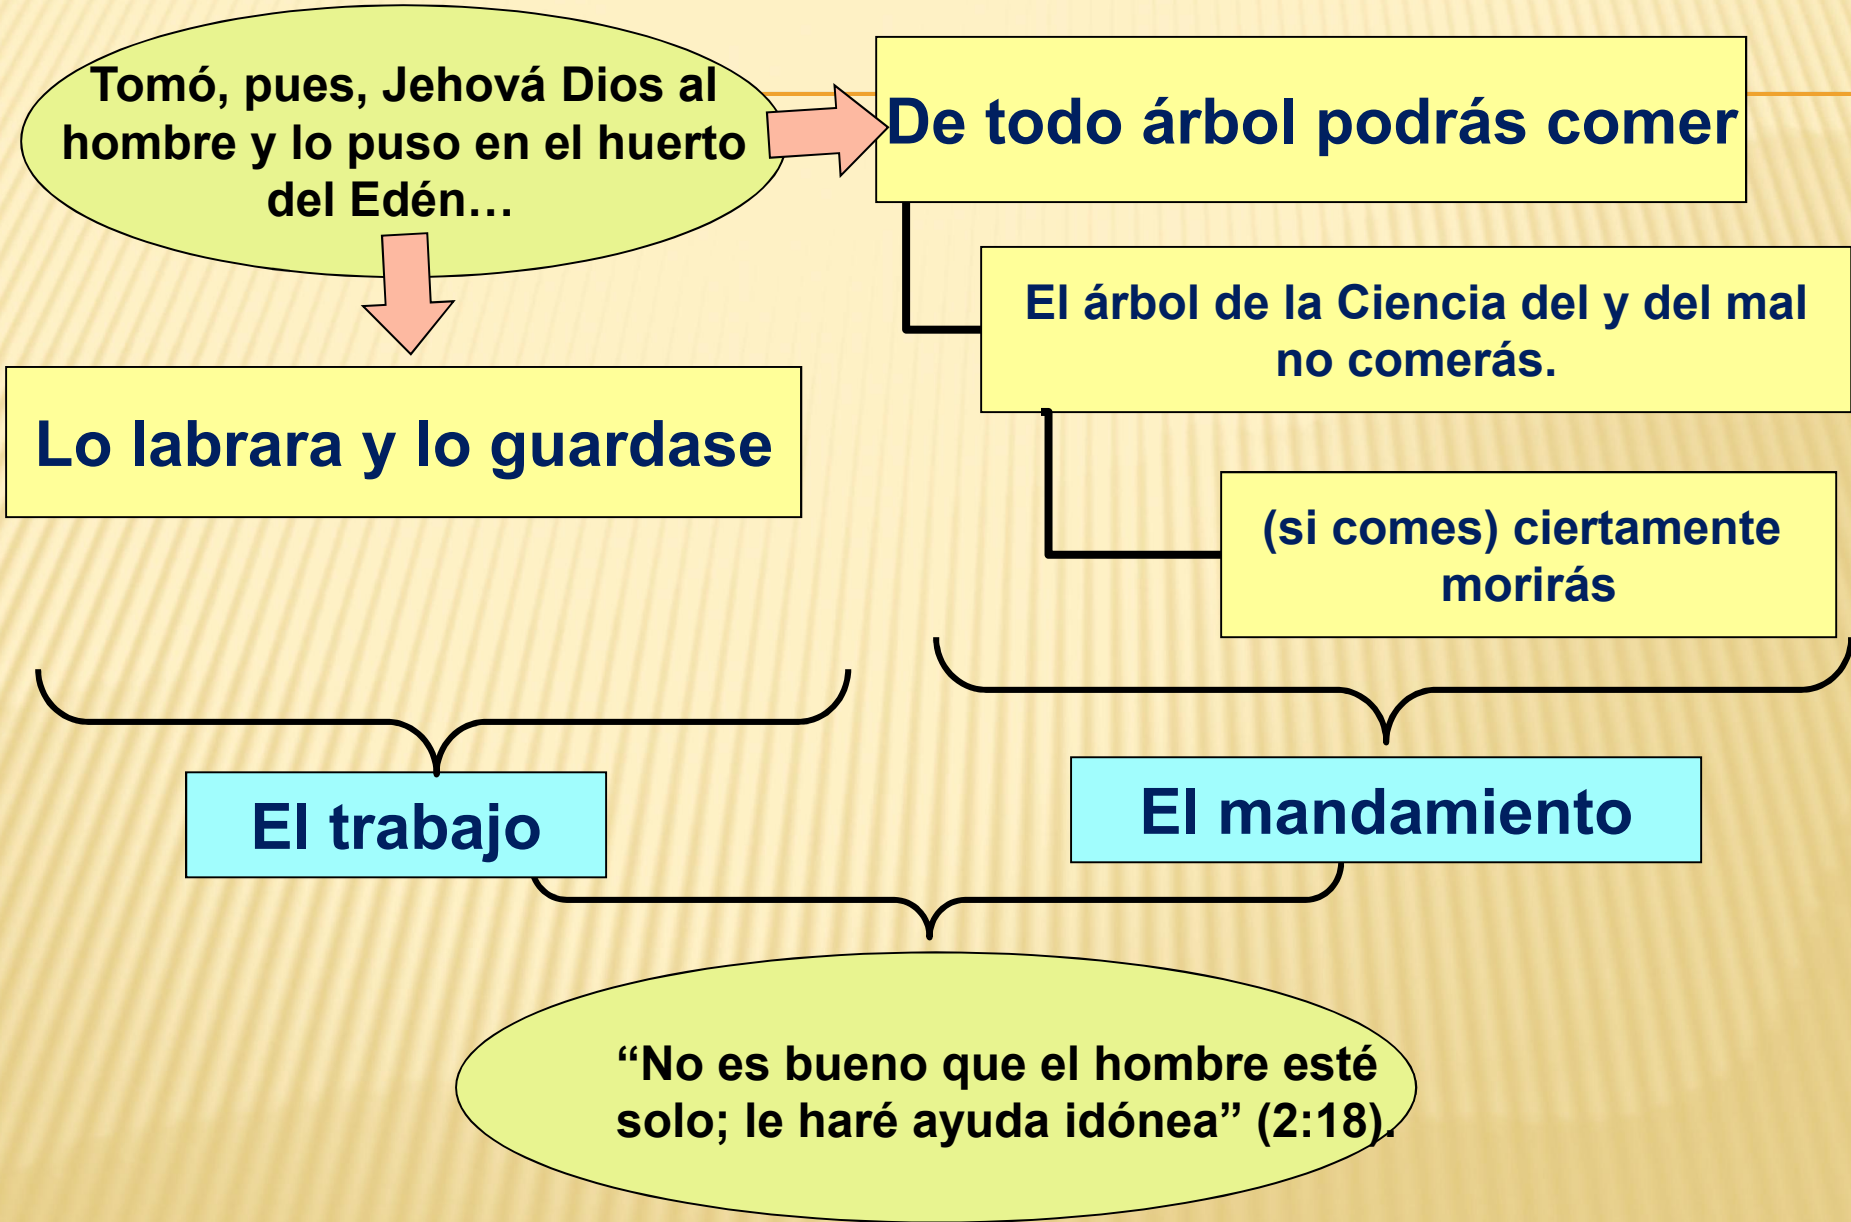 Tomó, pues, Jehová Dios al
hombre y lo puso en el huerto
del Edén…
De todo árbol podrás comer
El árbol de la Ciencia del y del mal
no comerás.
Lo labrara y lo guardase
(si comes) ciertamente
morirás
El trabajo
El mandamiento
“No es bueno que el hombre esté
solo; le haré ayuda idónea” (2:18).